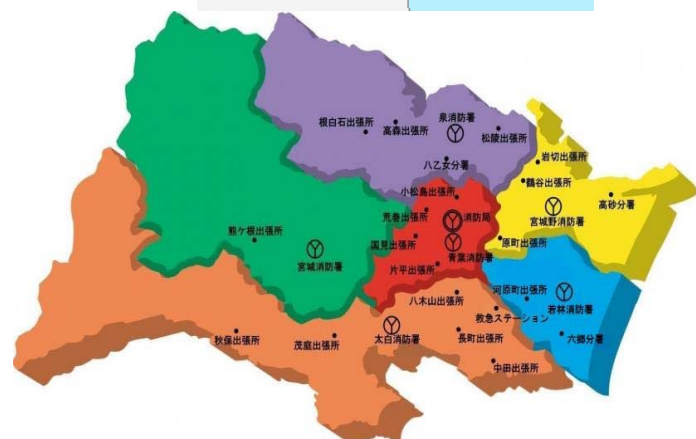 根白石出張所
高森出張所
泉消防署
松陵出張所
八乙女分署
岩切出張所
鶴谷出張所
小松島出張所
高砂分署
荒巻出張所
消防局
宮城野消防署
熊ケ根出張所
国見出張所
原町出張所
青葉消防署
宮城消防署
片平出張所
八木山出張所
河原町出張所
若林消防署
救急ステーション
秋保出張所
茂庭出張所
太白消防署
長町出張所
六郷分署
中田出張所